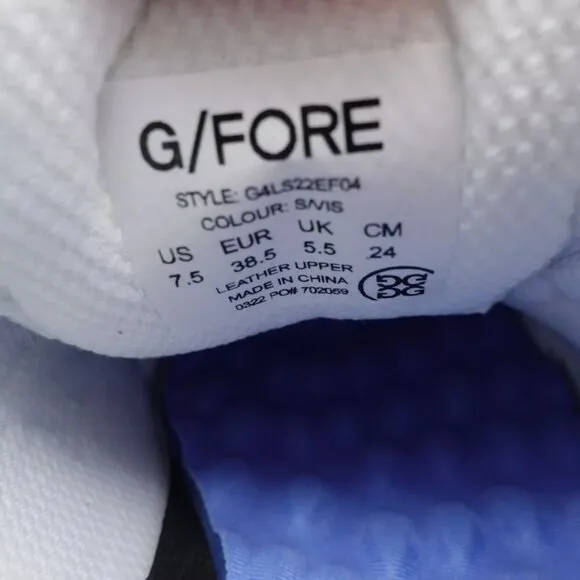 G/FORE
STYLE: G4LS22EF04
COLOUR: S/VIS
US EUR UK CM
7.5 38.5 5.5 24
LEATHER UPPER
MADE IN CHINA
0322 PO# 702059